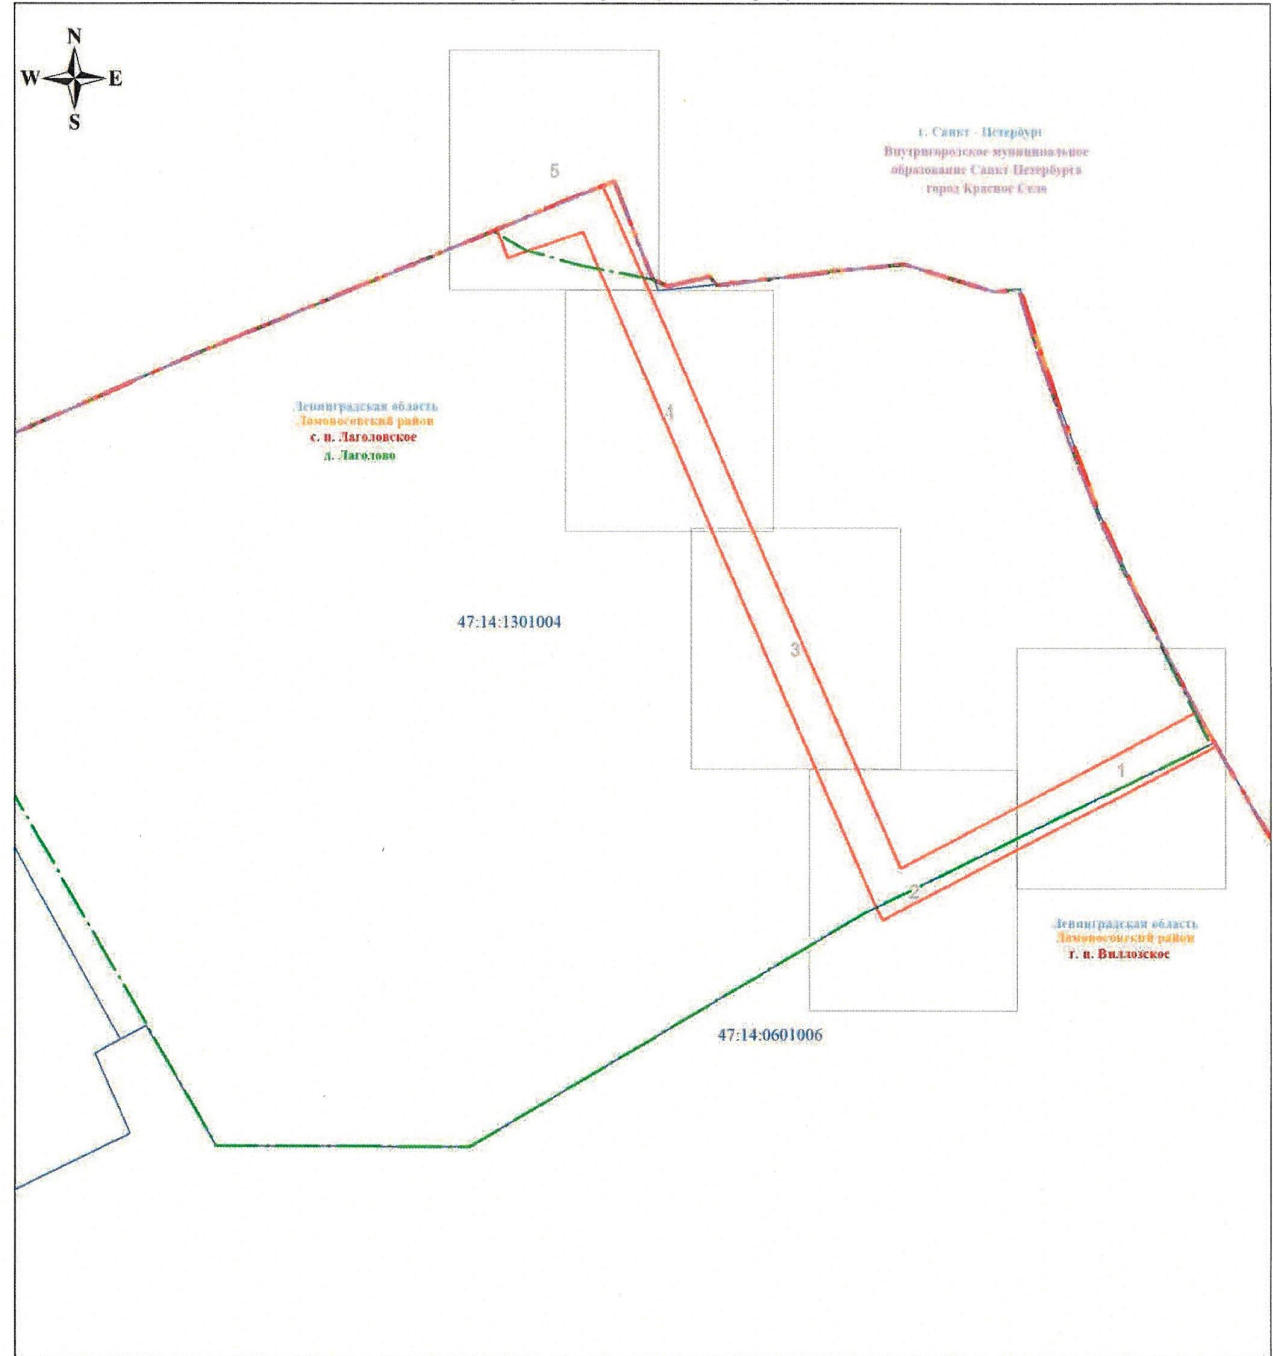 N
W
E
S
5
г. Санкт - Петербург
Внутригородское муниципальное
образование Санкт Петербурга
город Красное Село
Ленинградская область
Ломоносовский район
с. п. Лаголовское
д. Лаголово
4
47:14:1301004
3
1
2
Ленинградская область
Ломоносовский район
г. п. Виллозское
47:14:0601006